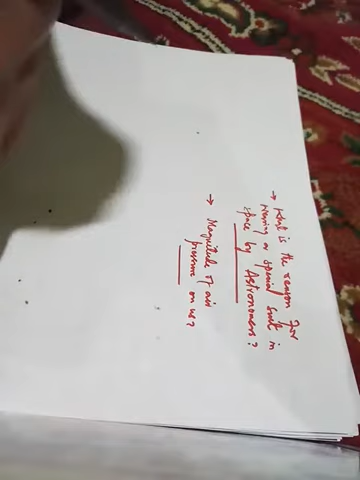 → What is the reason for
wearing a special suit in
space by Astronomers?
→ Magnitude of air
pressure on us?